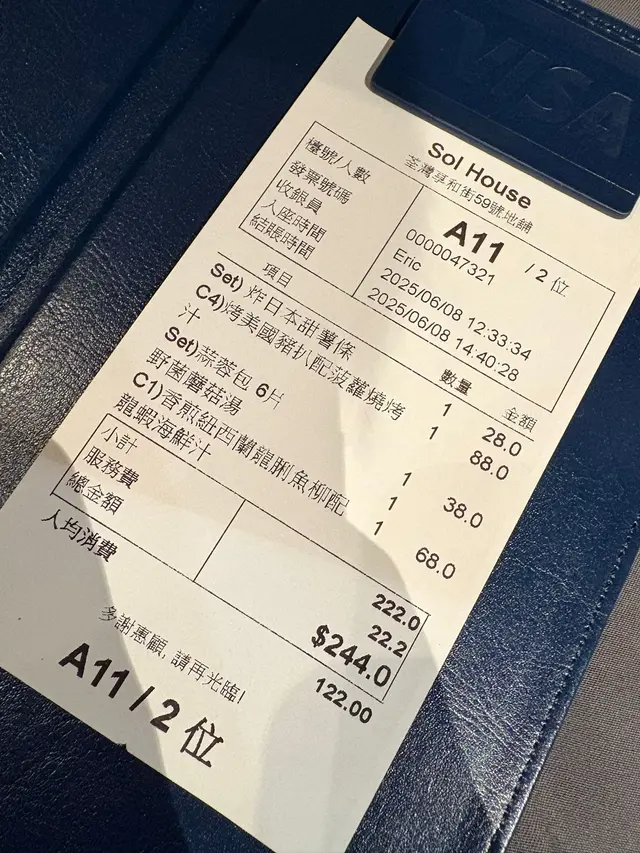 VISA
Sol House
荃灣享和街59號地舖
檯號/人數 A11 / 2 位
發票號碼 0000047321
收銀員 Eric
入座時間 2025/06/08 12:33:34
結賬時間 2025/06/08 14:40:28
項目 數量 金額
Set) 炸日本甜薯條 1 28.0
C4)烤美國豬扒配菠蘿燒烤 1 88.0
汁
Set)蒜蓉包 6片 1 38.0
野菌蘑菇湯 1
C1)香煎紐西蘭龍脷魚柳配 1 68.0
龍蝦海鮮汁
小計 222.0
服務費 22.2
總金額 $244.0
人均消費 122.00
多謝惠顧, 請再光臨!
A11 / 2 位